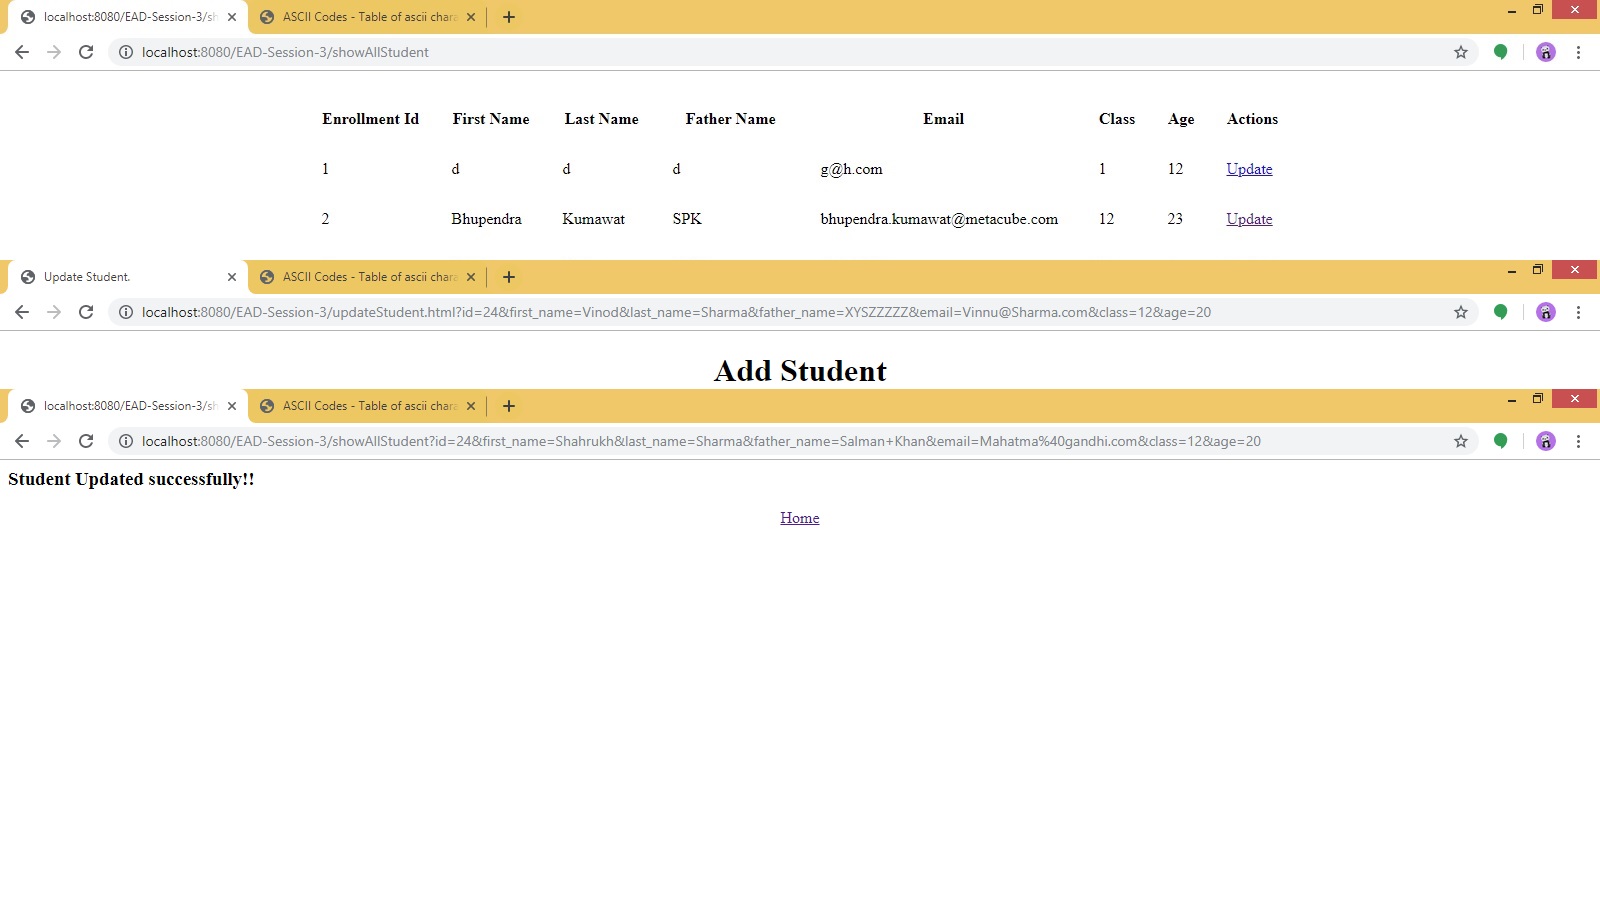 localhost:8080/EAD-Session-3/sh ASCII Codes - Table of ascii chara
localhost:8080/EAD-Session-3/showAllStudent
Enrollment Id First Name Last Name Father Name Email Class Age Actions
1 d d d g@h.com 1 12 Update
2 Bhupendra Kumawat SPK bhupendra.kumawat@metacube.com 12 23 Update
Update Student. ASCII Codes - Table of ascii chara
localhost:8080/EAD-Session-3/updateStudent.html?id=24&first_name=Vinod&last_name=Sharma&father_name=XYSZZZZZ&email=Vinnu@Sharma.com&class=12&age=20
Add Student
localhost:8080/EAD-Session-3/sh ASCII Codes - Table of ascii chara
localhost:8080/EAD-Session-3/showAllStudent?id=24&first_name=Shahrukh&last_name=Sharma&father_name=Salman+Khan&email=Mahatma%40gandhi.com&class=12&age=20
Student Updated successfully!!
Home